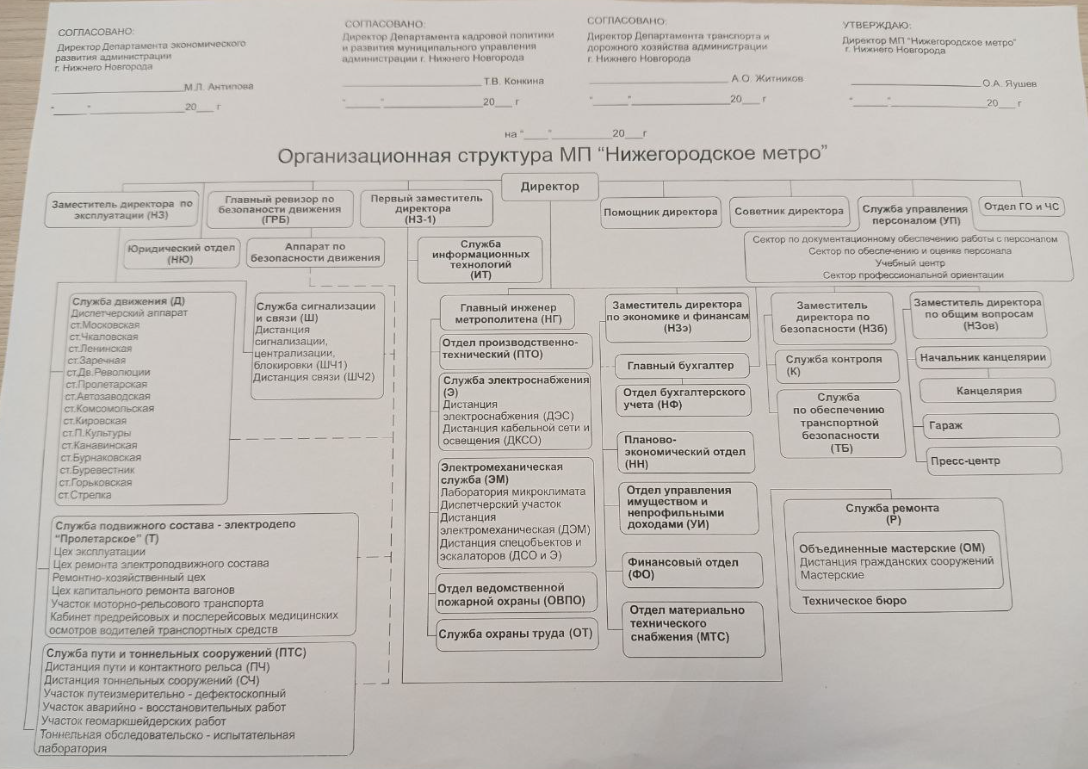 СОГЛАСОВАНО:
Директор Департамента экономического
развития администрации
г. Нижнего Новгорода
М.Л. Антипова
"____"____________20___ г
СОГЛАСОВАНО:
Директор Департамента кадровой политики
и развития муниципального управления
администрации г. Нижнего Новгорода
Т.В. Конкина
"____"____________20___ г
СОГЛАСОВАНО:
Директор Департамента транспорта и
дорожного хозяйства администрации
г. Нижнего Новгорода
А.О. Житников
"____"____________20___ г
УТВЕРЖДАЮ:
Директор МП "Нижегородское метро"
г. Нижнего Новгорода
О.А. Яушев
"____"____________20___ г
на "____"____________20___г
Организационная структура МП "Нижегородское метро"
Директор
Заместитель директора по
эксплуатации (НЗ)
Главный ревизор по
безопаности движения
(ГРБ)
Первый заместитель
директора
(НЗ-1)
Помощник директора
Советник директора
Служба управления
персоналом (УП)
Отдел ГО и ЧС
Сектор по документационному обеспечению работы с персоналом
Сектор по обеспечению и оценке персонала
Учебный центр
Сектор профессиональной ориентации
Юридический отдел
(НЮ)
Аппарат по
безопасности движения
Служба
информационных
технологий
(ИТ)
Служба движения (Д)
Диспетчерский аппарат
ст.Московская
ст.Чкаловская
ст.Ленинская
ст.Заречная
ст.Дв.Революции
ст.Пролетарская
ст.Автозаводская
ст.Комсомольская
ст.Кировская
ст.П.Культуры
ст.Канавинская
ст.Бурнаковская
ст.Буревестник
ст.Горьковская
ст.Стрелка
Служба сигнализации
и связи (Ш)
Дистанция
сигнализации,
централизации,
блокировки (ШЧ1)
Дистанция связи (ШЧ2)
Служба подвижного состава - электродепо
"Пролетарское" (Т)
Цех эксплуатации
Цех ремонта электроподвижного состава
Ремонтно-хозяйственный цех
Цех капитального ремонта вагонов
Участок моторно-рельсового транспорта
Кабинет предрейсовых и послерейсовых медицинских
осмотров водителей транспортных средств
Служба пути и тоннельных сооружений (ПТС)
Дистанция пути и контактного рельса (ПЧ)
Дистанция тоннельных сооружений (СЧ)
Участок путеизмерительно - дефектоскопный
Участок аварийно - восстановительных работ
Участок геомаркшейдерских работ
Тоннельная обследовательско - испытательная
лаборатория
Главный инженер
метрополитена (НГ)
Отдел производственно-
технический (ПТО)
Служба электроснабжения
(Э)
Дистанция
электроснабжения (ДЭС)
Дистанция кабельной сети и
освещения (ДКСО)
Электромеханическая
служба (ЭМ)
Лаборатория микроклимата
Диспетчерский участок
Дистанция
электромеханическая (ДЭМ)
Дистанция спецобъектов и
эскалаторов (ДСО и Э)
Отдел ведомственной
пожарной охраны (ОВПО)
Служба охраны труда (ОТ)
Заместитель директора
по экономике и финансам
(НЗэ)
Главный бухгалтер
Отдел бухгалтерского
учета (НФ)
Планово-
экономический отдел
(НН)
Отдел управления
имуществом и
непрофильными
доходами (УИ)
Финансовый отдел
(ФО)
Отдел материально
технического
снабжения (МТС)
Заместитель
директора по
безопасности (НЗб)
Служба контроля
(К)
Служба
по обеспечению
транспортной
безопасности
(ТБ)
Заместитель директора
по общим вопросам
(НЗов)
Начальник канцелярии
Канцелярия
Гараж
Пресс-центр
Служба ремонта
(Р)
Объединенные мастерские (ОМ)
Дистанция гражданских сооружений
Мастерские
Техническое бюро